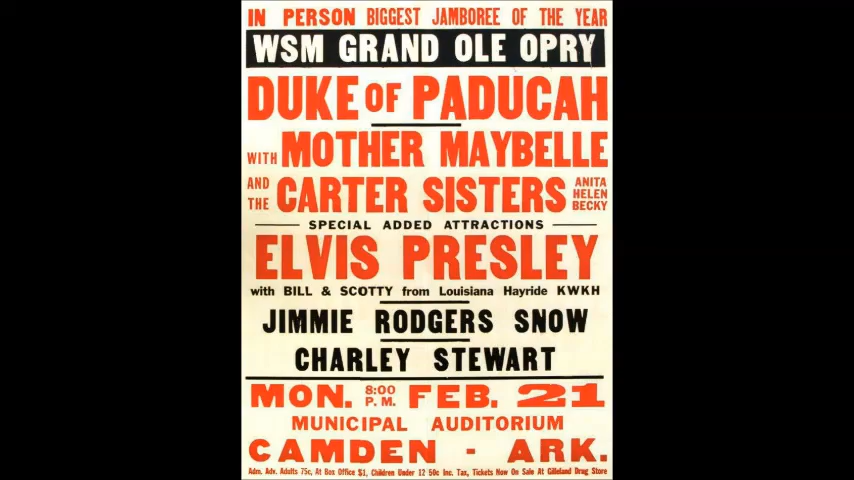 IN PERSON BIGGEST JAMBOREE OF THE YEAR
WSM GRAND OLE OPRY
DUKE OF PADUCAH
WITH MOTHER MAYBELLE
AND THE CARTER SISTERS ANITA HELEN BECKY
SPECIAL ADDED ATTRACTIONS
ELVIS PRESLEY
with BILL & SCOTTY from Louisiana Hayride KWKH
JIMMIE RODGERS SNOW
CHARLEY STEWART
MON. 8:00 P.M. FEB. 21
MUNICIPAL AUDITORIUM
CAMDEN - ARK.
Adm. Adv. Adults 75c, At Box Office $1, Children Under 12 50c Inc. Tax, Tickets Now On Sale At Gilleland Drug Store